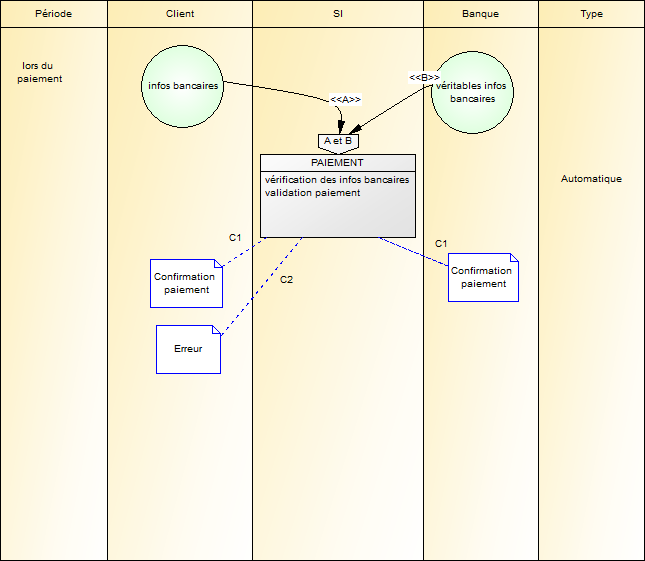 Période
Client
SI
Banque
Type
lors du
paiement
infos bancaires
<<A>>
<<B>>
véritables infos
bancaires
A et B
PAIEMENT
vérification des infos bancaires
validation paiement
Automatique
C1
C2
C1
Confirmation
paiement
Confirmation
paiement
Erreur